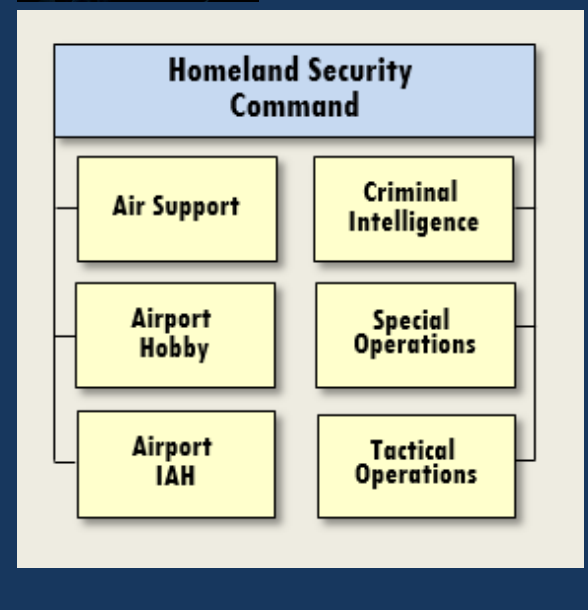 Homeland Security
Command
Air Support
Criminal
Intelligence
Airport
Hobby
Special
Operations
Airport
IAH
Tactical
Operations